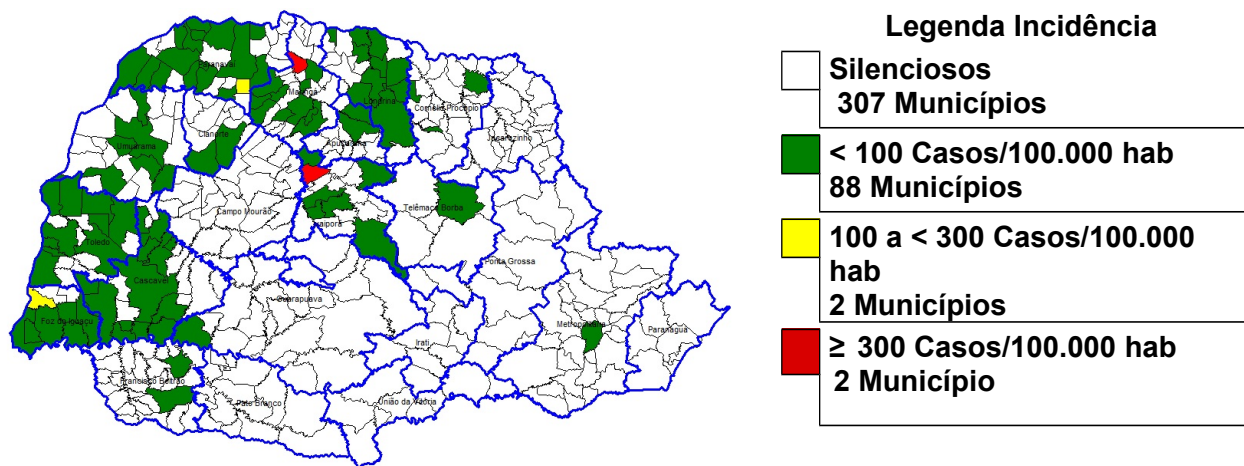 Legenda Incidência
Silenciosos
307 Municípios
< 100 Casos/100.000 hab
88 Municípios
100 a < 300 Casos/100.000
hab
2 Municípios
≥ 300 Casos/100.000 hab
2 Município
Paranavaí
Maringá
Londrina
Cornélio Procópio
Jacarezinho
Cianorte
Umuarama
Apucarana
Campo Mourão
Telêmaco Borba
Ivaiporã
Toledo
Cascavel
Ponta Grossa
Guarapuava
Foz do Iguaçu
Metropolitana
Paranaguá
Irati
Francisco Beltrão
Pato Branco
União da Vitória